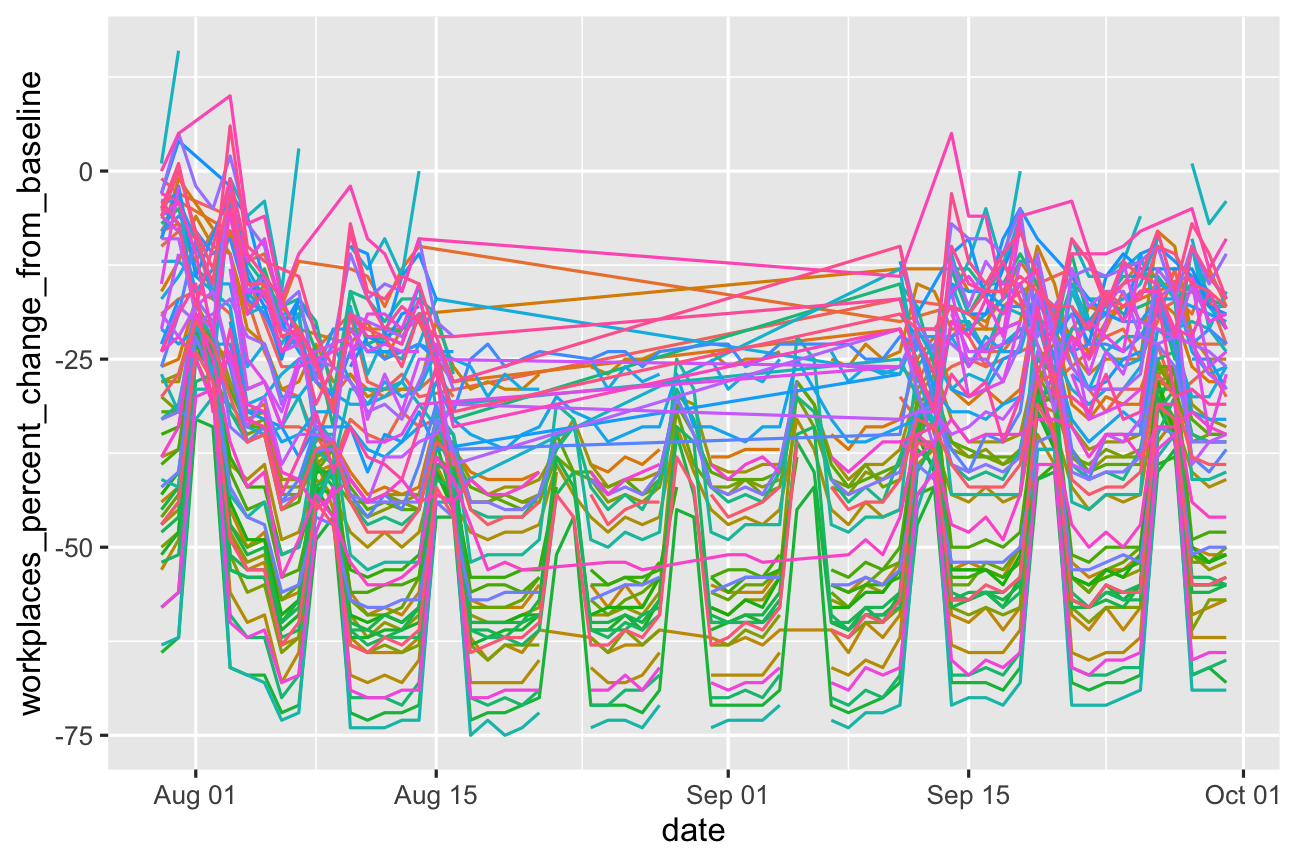 workplaces_percent_change_from_baseline
0
-25
-50
-75
Aug 01
Aug 15
Sep 01
Sep 15
Oct 01
date